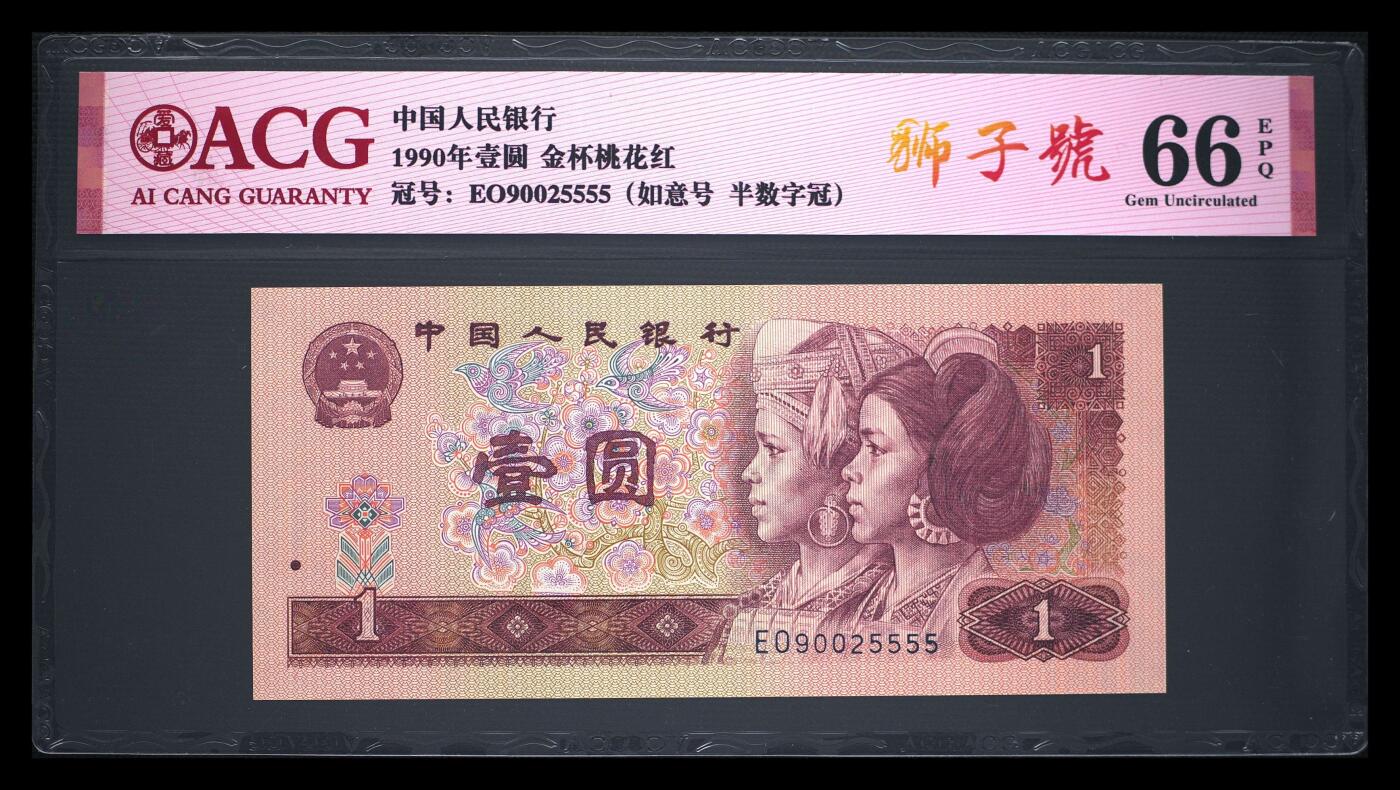 ACG
AI CANG GUARANTY
中国人民银行
1990年壹圆 金杯桃花红
冠号：EO90025555（如意号 半数字冠）
狮子號
66
EPQ
Gem Uncirculated
中国人民银行
1
壹圆
1
EO90025555
1